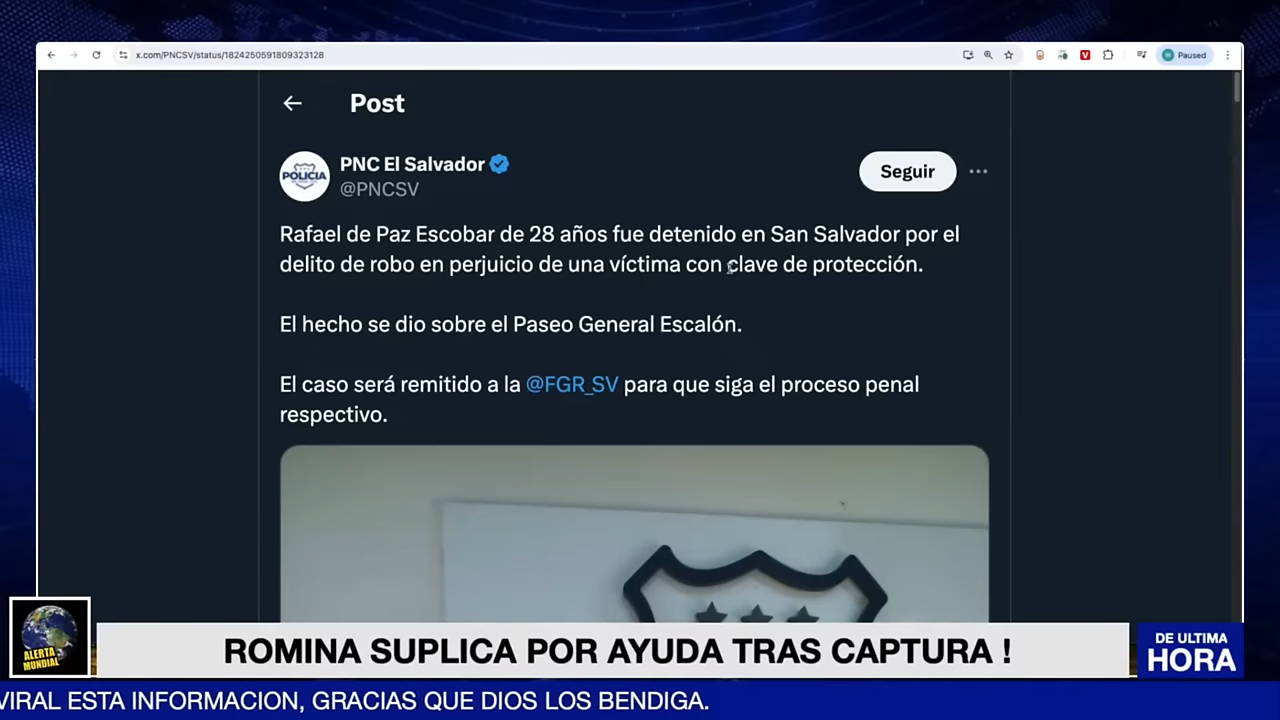 x.com/PNCSV/status/1824250591809323128
Paused
Post
POLICIA
PNC El Salvador
@PNCSV
Seguir
Rafael de Paz Escobar de 28 años fue detenido en San Salvador por el
delito de robo en perjuicio de una víctima con clave de protección.
El hecho se dio sobre el Paseo General Escalón.
El caso será remitido a la @FGR_SV para que siga el proceso penal
respectivo.
ALERTA
MUNDIAL
ROMINA SUPLICA POR AYUDA TRAS CAPTURA !
DE ULTIMA
HORA
VIRAL ESTA INFORMACION, GRACIAS QUE DIOS LOS BENDIGA.